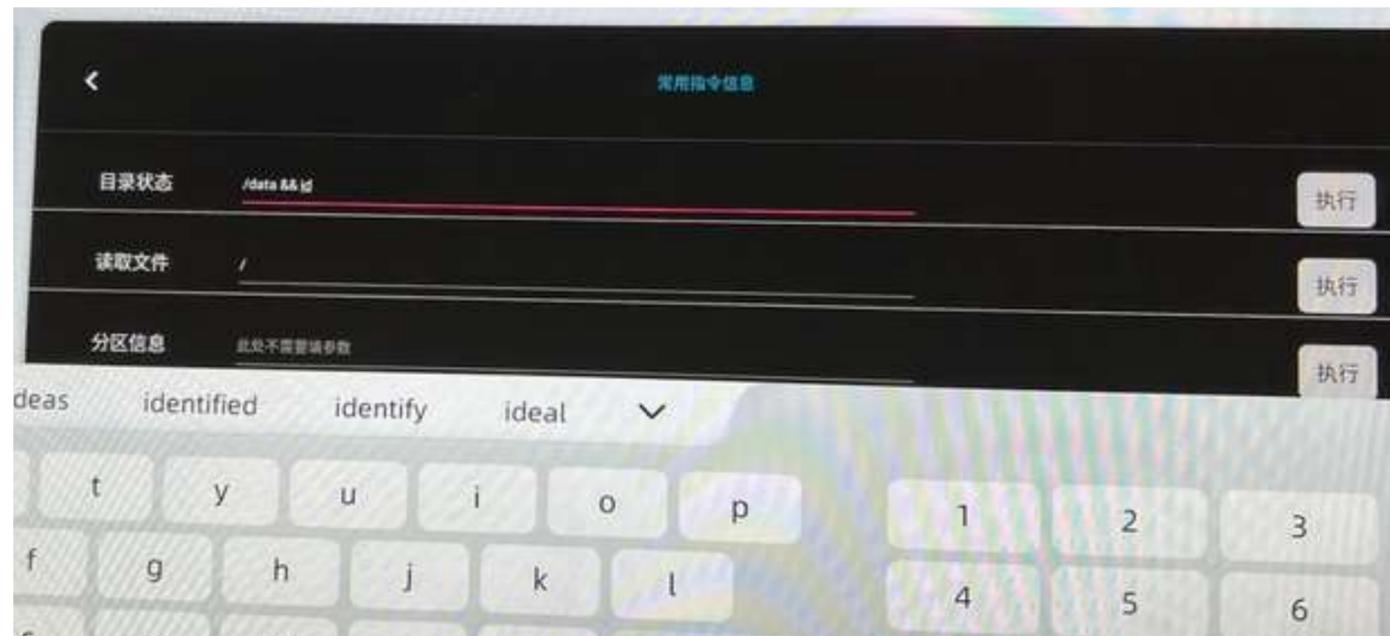 常用指令信息
目录状态 /data && id 执行
读取文件 / 执行
分区信息 此处不需要填参数 执行
deas identified identify ideal
t y u i o p 1 2 3
f g h j k l 4 5 6